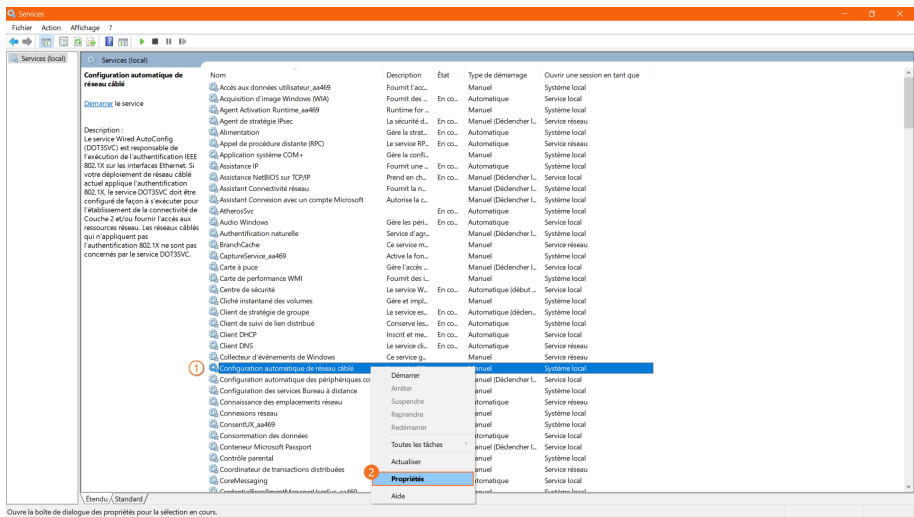 Services
Fichier Action Affichage ?
Services (local)
Services (local)
Configuration automatique de
réseau câblé
Démarrer le service
Description :
Le service Wired AutoConfig
(DOT3SVC) est responsable de
l'exécution de l'authentification IEEE
802.1X sur les interfaces Ethernet. Si
votre déploiement de réseau câblé
actuel applique l'authentification
802.1X, le service DOT3SVC doit être
configuré de façon à s'exécuter pour
l'établissement de la connectivité de
Couche 2 et/ou fournir l'accès aux
ressources réseau. Les réseaux câblés
qui n'appliquent pas
l'authentification 802.1X ne sont pas
concernés par le service DOT3SVC.
Nom Description État Type de démarrage Ouvrir une session en tant que
Accès aux données utilisateur_aa469 Fournit l'acc... Manuel Système local
Acquisition d'image Windows (WIA) Fournit des ... En co... Automatique Service local
Agent Activation Runtime_aa469 Runtime for ... Manuel Système local
Agent de stratégie IPsec La sécurité d... En co... Manuel (Déclencher l... Service réseau
Alimentation Gère la strat... En co... Automatique Système local
Appel de procédure distante (RPC) Le service RP... En co... Automatique Service réseau
Application système COM+ Gère la confi... Manuel Système local
Assistance IP Fournit une ... En co... Automatique Système local
Assistance NetBIOS sur TCP/IP Prend en ch... En co... Manuel (Déclencher l... Service local
Assistant Connectivité réseau Fournit la n... Manuel (Déclencher l... Système local
Assistant Connexion avec un compte Microsoft Autorise la c... Manuel (Déclencher l... Système local
AtherosSvc En co... Automatique Système local
Audio Windows Gère les péri... En co... Automatique Service local
Authentification naturelle Service d'agr... Manuel (Déclencher l... Système local
BranchCache Ce service m... Manuel Service réseau
CaptureService_aa469 Active la fon... Manuel Système local
Carte à puce Gère l'accès ... Manuel (Déclencher l... Service local
Carte de performance WMI Fournit des i... Manuel Système local
Centre de sécurité Le service W... En co... Automatique (début ... Service local
Cliché instantané des volumes Gère et impl... Manuel Système local
Client de stratégie de groupe Le service es... En co... Automatique (déclen... Système local
Client de suivi de lien distribué Conserve les... En co... Automatique Système local
Client DHCP Inscrit et me... En co... Automatique Service local
Client DNS Le service cli... En co... Manuel (Déclencher l... Service réseau
Collecteur d'événements de Windows Ce service g... Manuel Service réseau
1 Configuration automatique de réseau câblé anuel Système local
Configuration automatique des périphériques co anuel (Déclencher l... Service local
Configuration des services Bureau à distance anuel Système local
Connaissance des emplacements réseau tomatique Service réseau
Connexions réseau anuel Système local
ConsentUX_aa469 anuel Système local
Consommation des données tomatique Service local
Conteneur Microsoft Passport anuel (Déclencher l... Service local
Contrôle parental anuel Système local
Coordinateur de transactions distribuées anuel Service réseau
CoreMessaging tomatique Service local
Démarrer
Arrêter
Suspendre
Reprendre
Redémarrer
Toutes les tâches
Actualiser
2 Propriétés
Aide
Étendu Standard
Ouvre la boîte de dialogue des propriétés pour la sélection en cours.